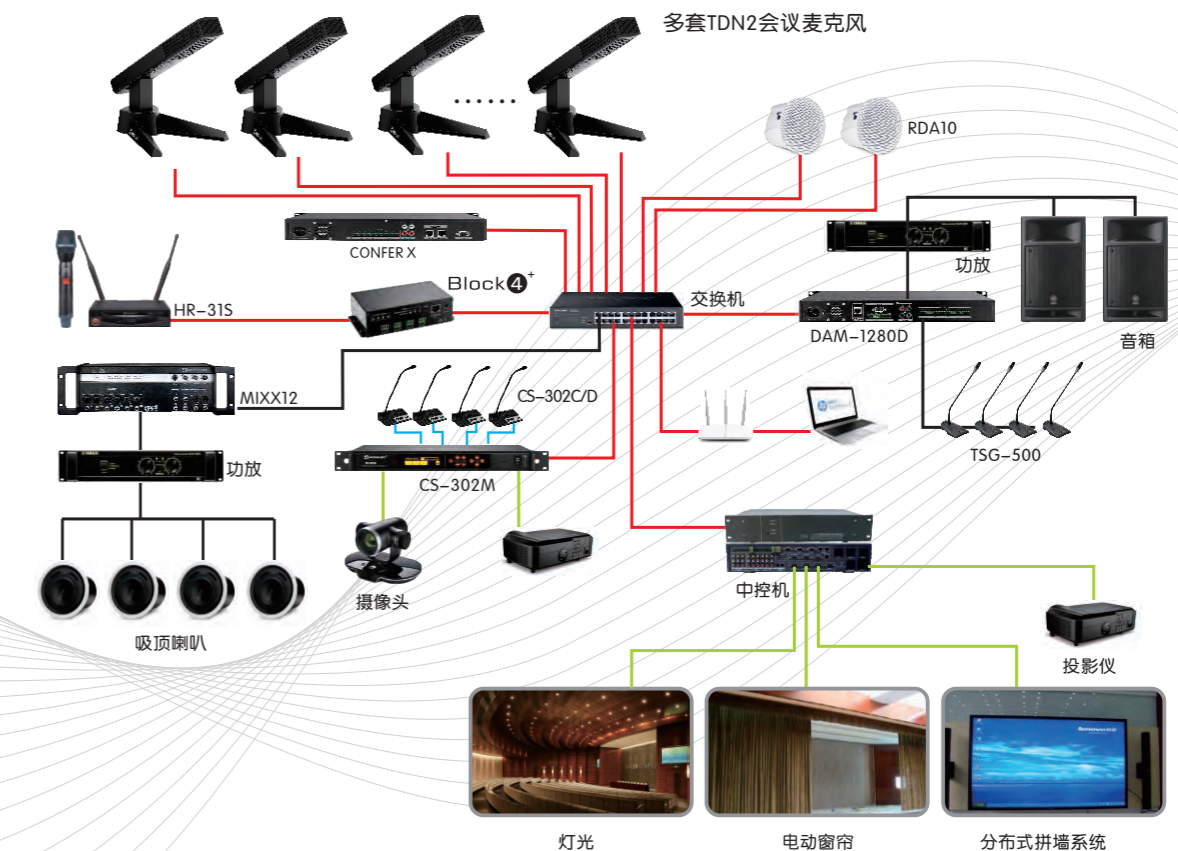 多套TDN2会议麦克风
RDA10
CONFER X
功放
Block4+
HR-31S
交换机
DAM-1280D
音箱
MIXX12
CS-302C/D
功放
CS-302M
TSG-500
摄像头
中控机
吸顶喇叭
投影仪
灯光
电动窗帘
分布式拼墙系统